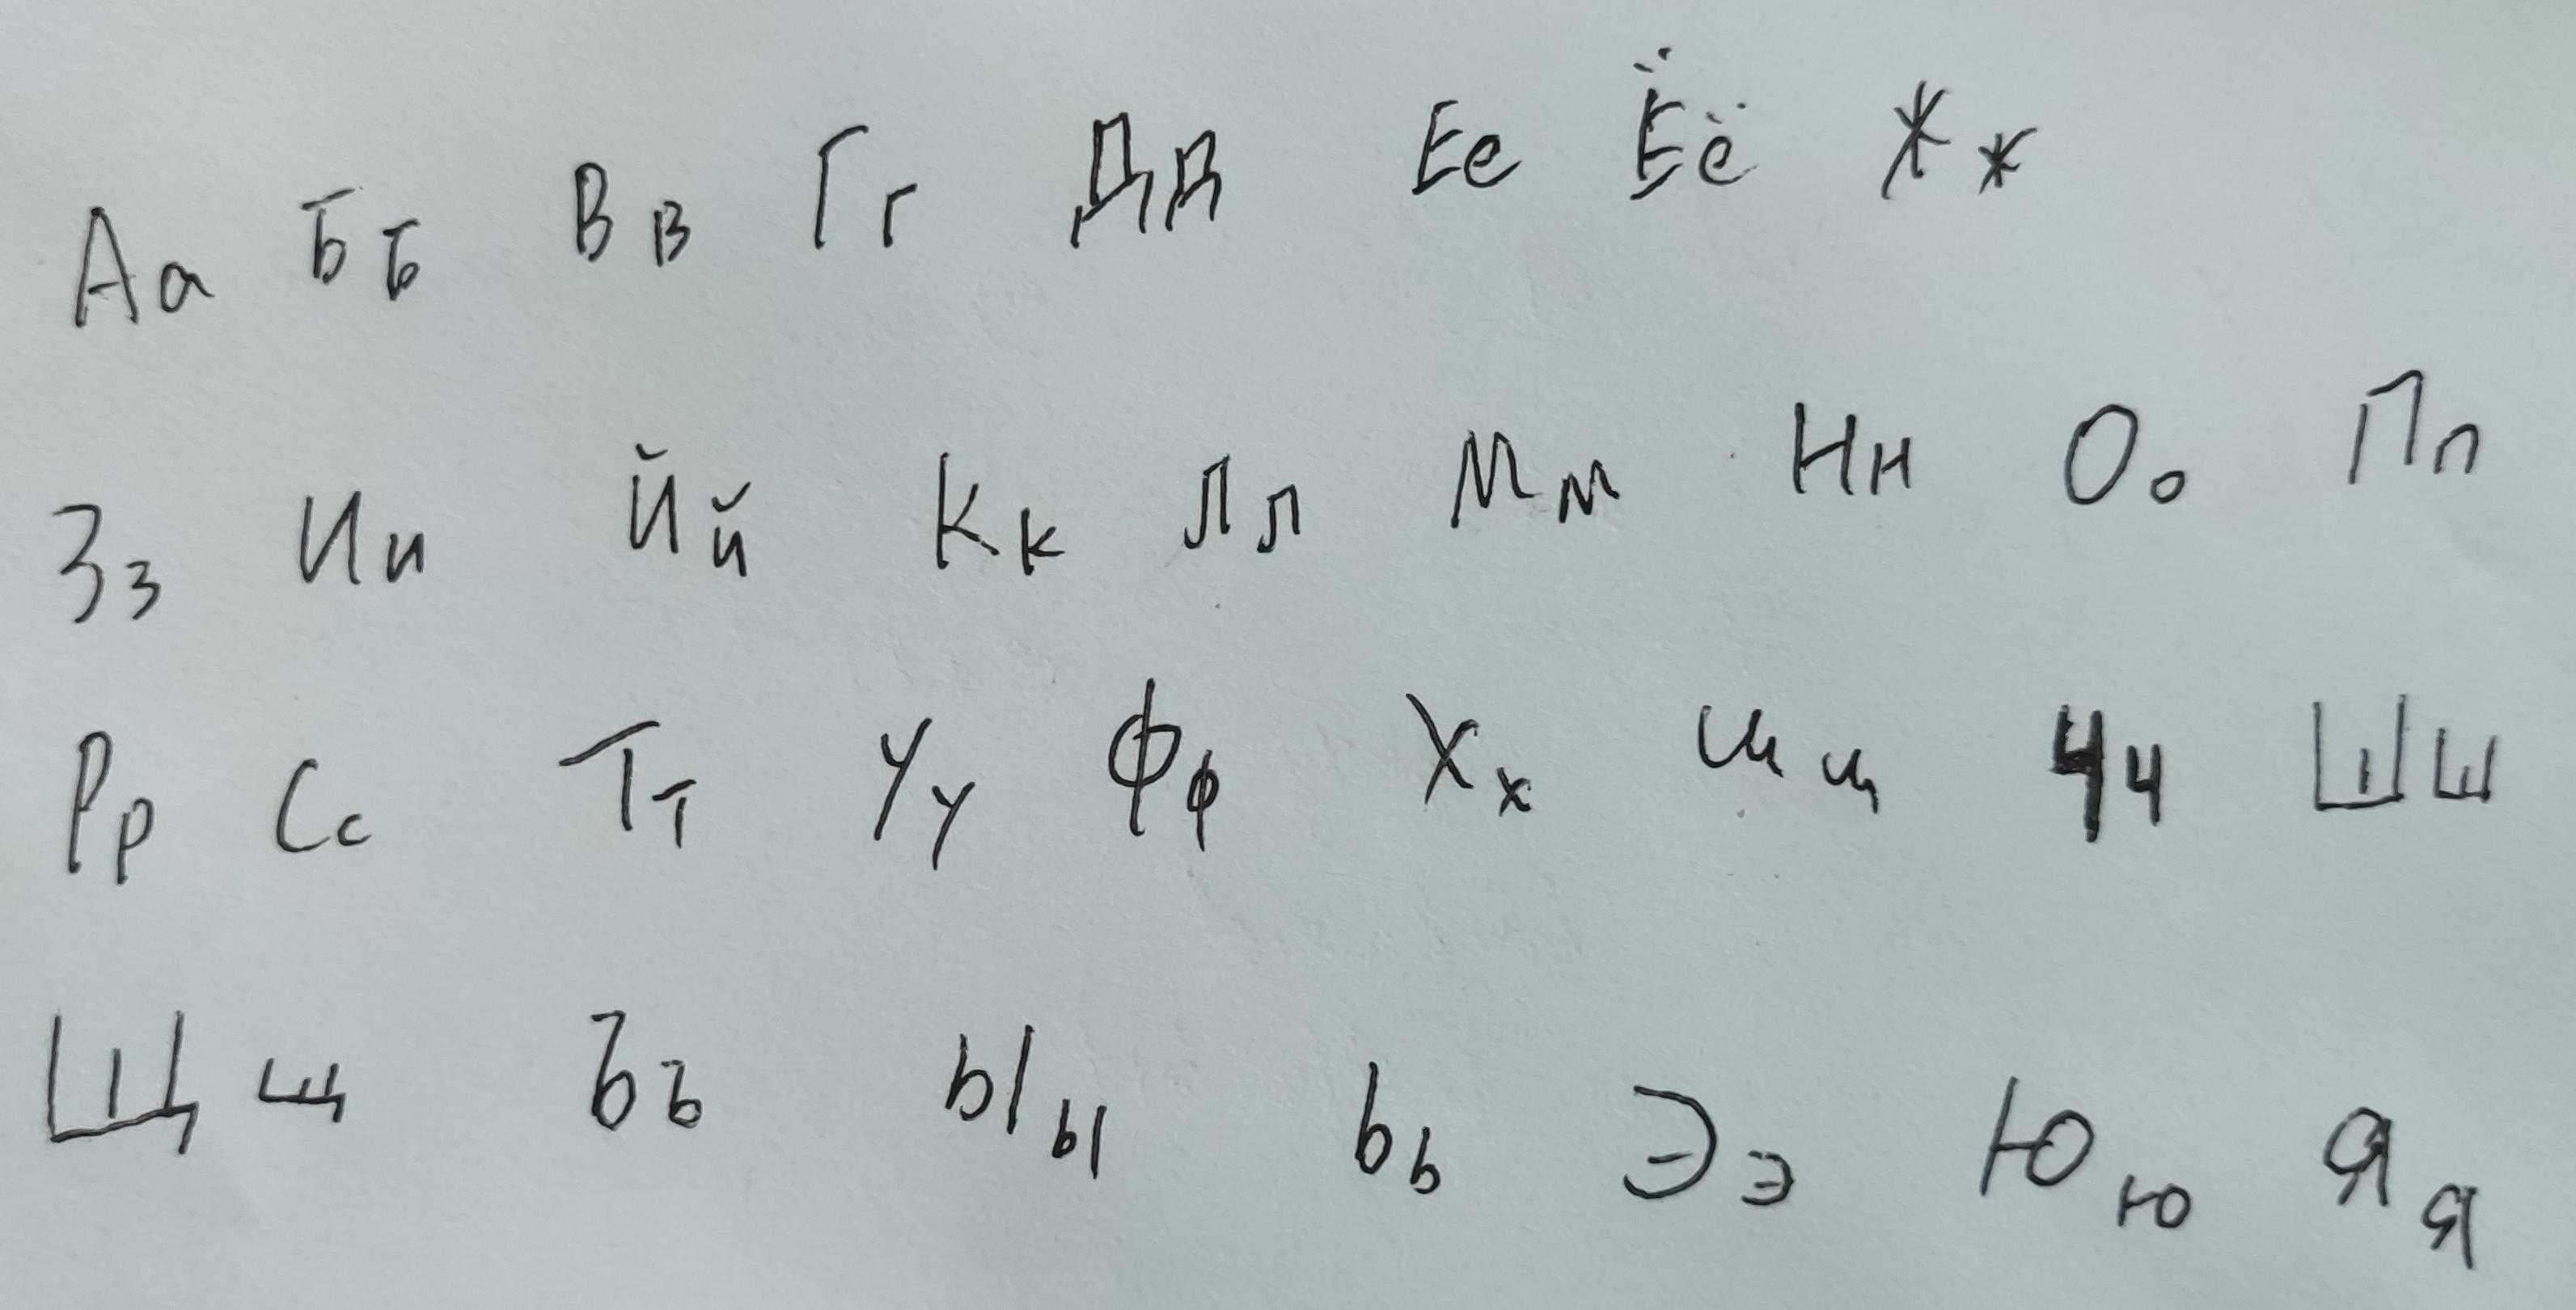 Аа Бб Вв Гг Дд Ее Ёё Жж
Зз Ии Йй Кк Лл Мм Нн Оо Пп
Рр Сс Тт Уу Фф Хх Цц Чч Шш
Щщ Ъъ Ыы Ьь Ээ Юю Яя